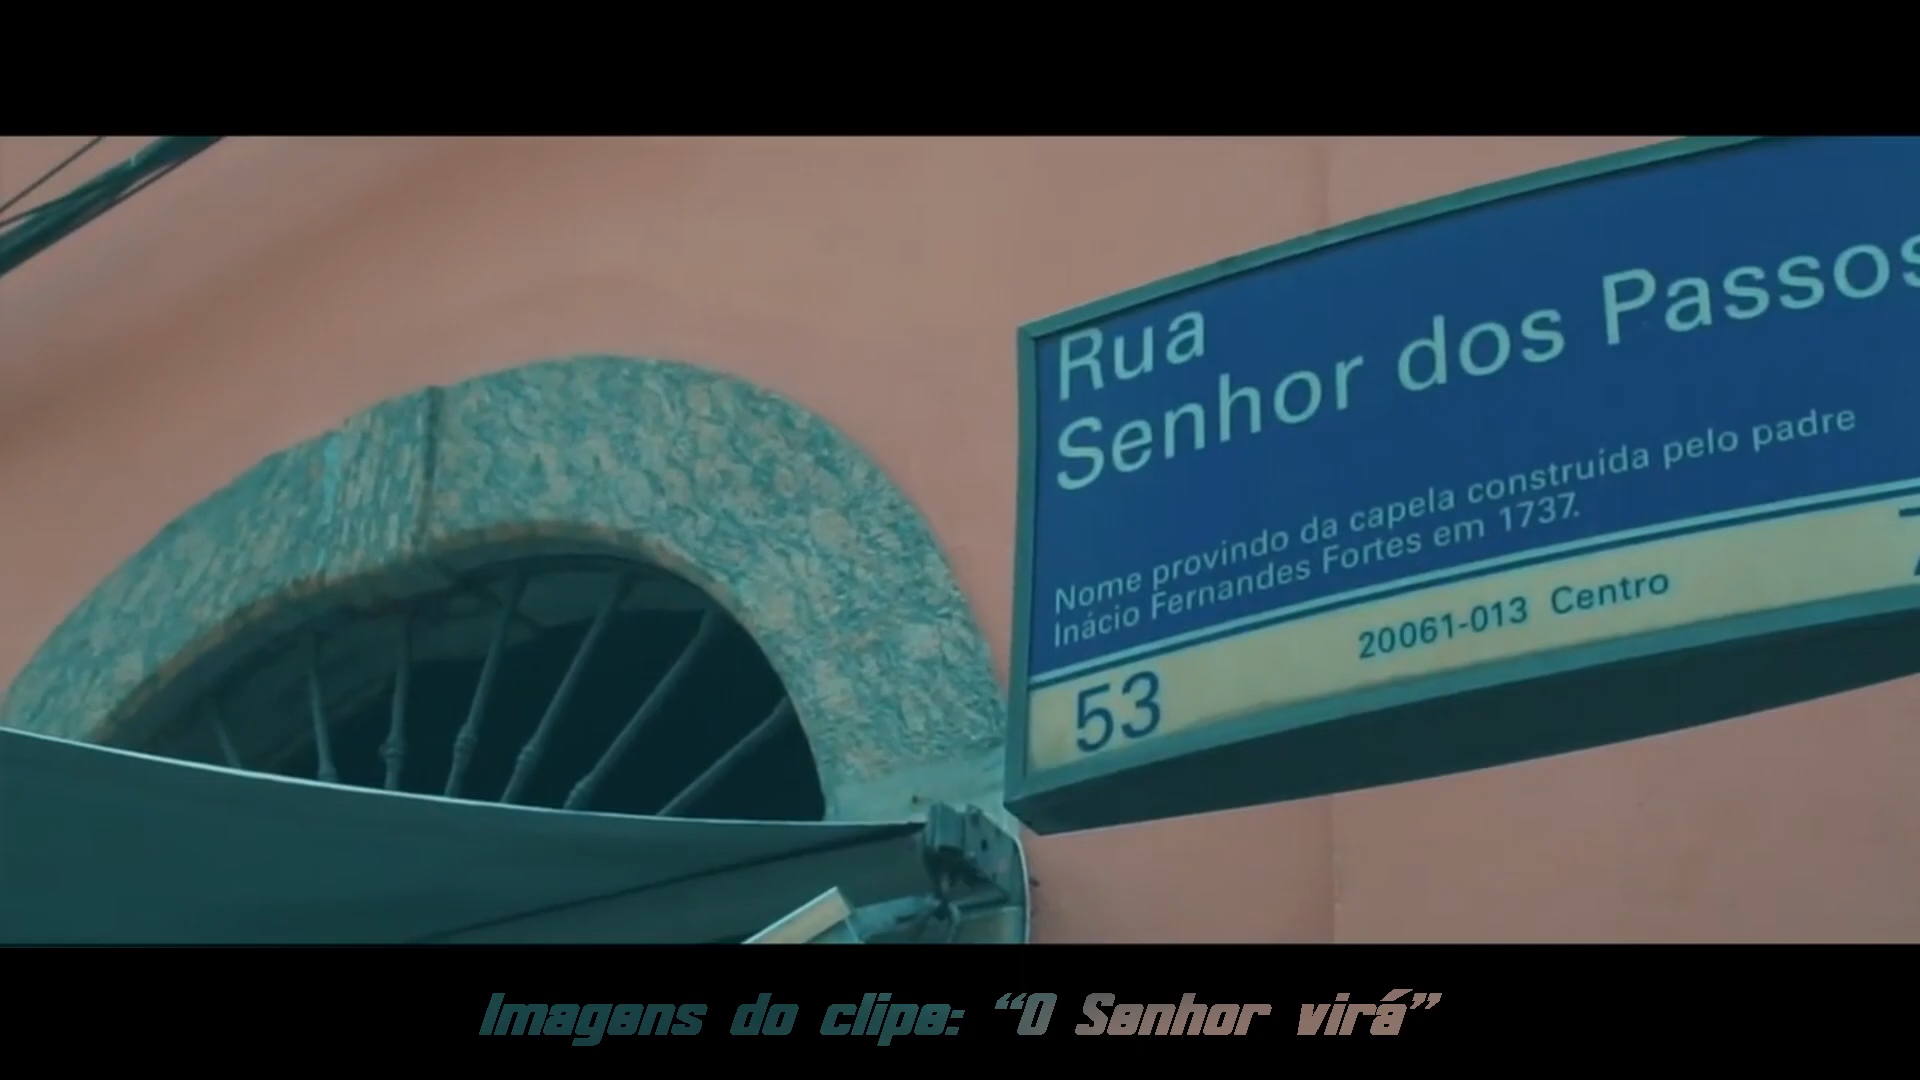 Rua
Senhor dos Passos
Nome provindo da capela construída pelo padre
Inácio Fernandes Fortes em 1737.
20061-013 Centro
53
Imagens do clipe: “O Senhor virá”